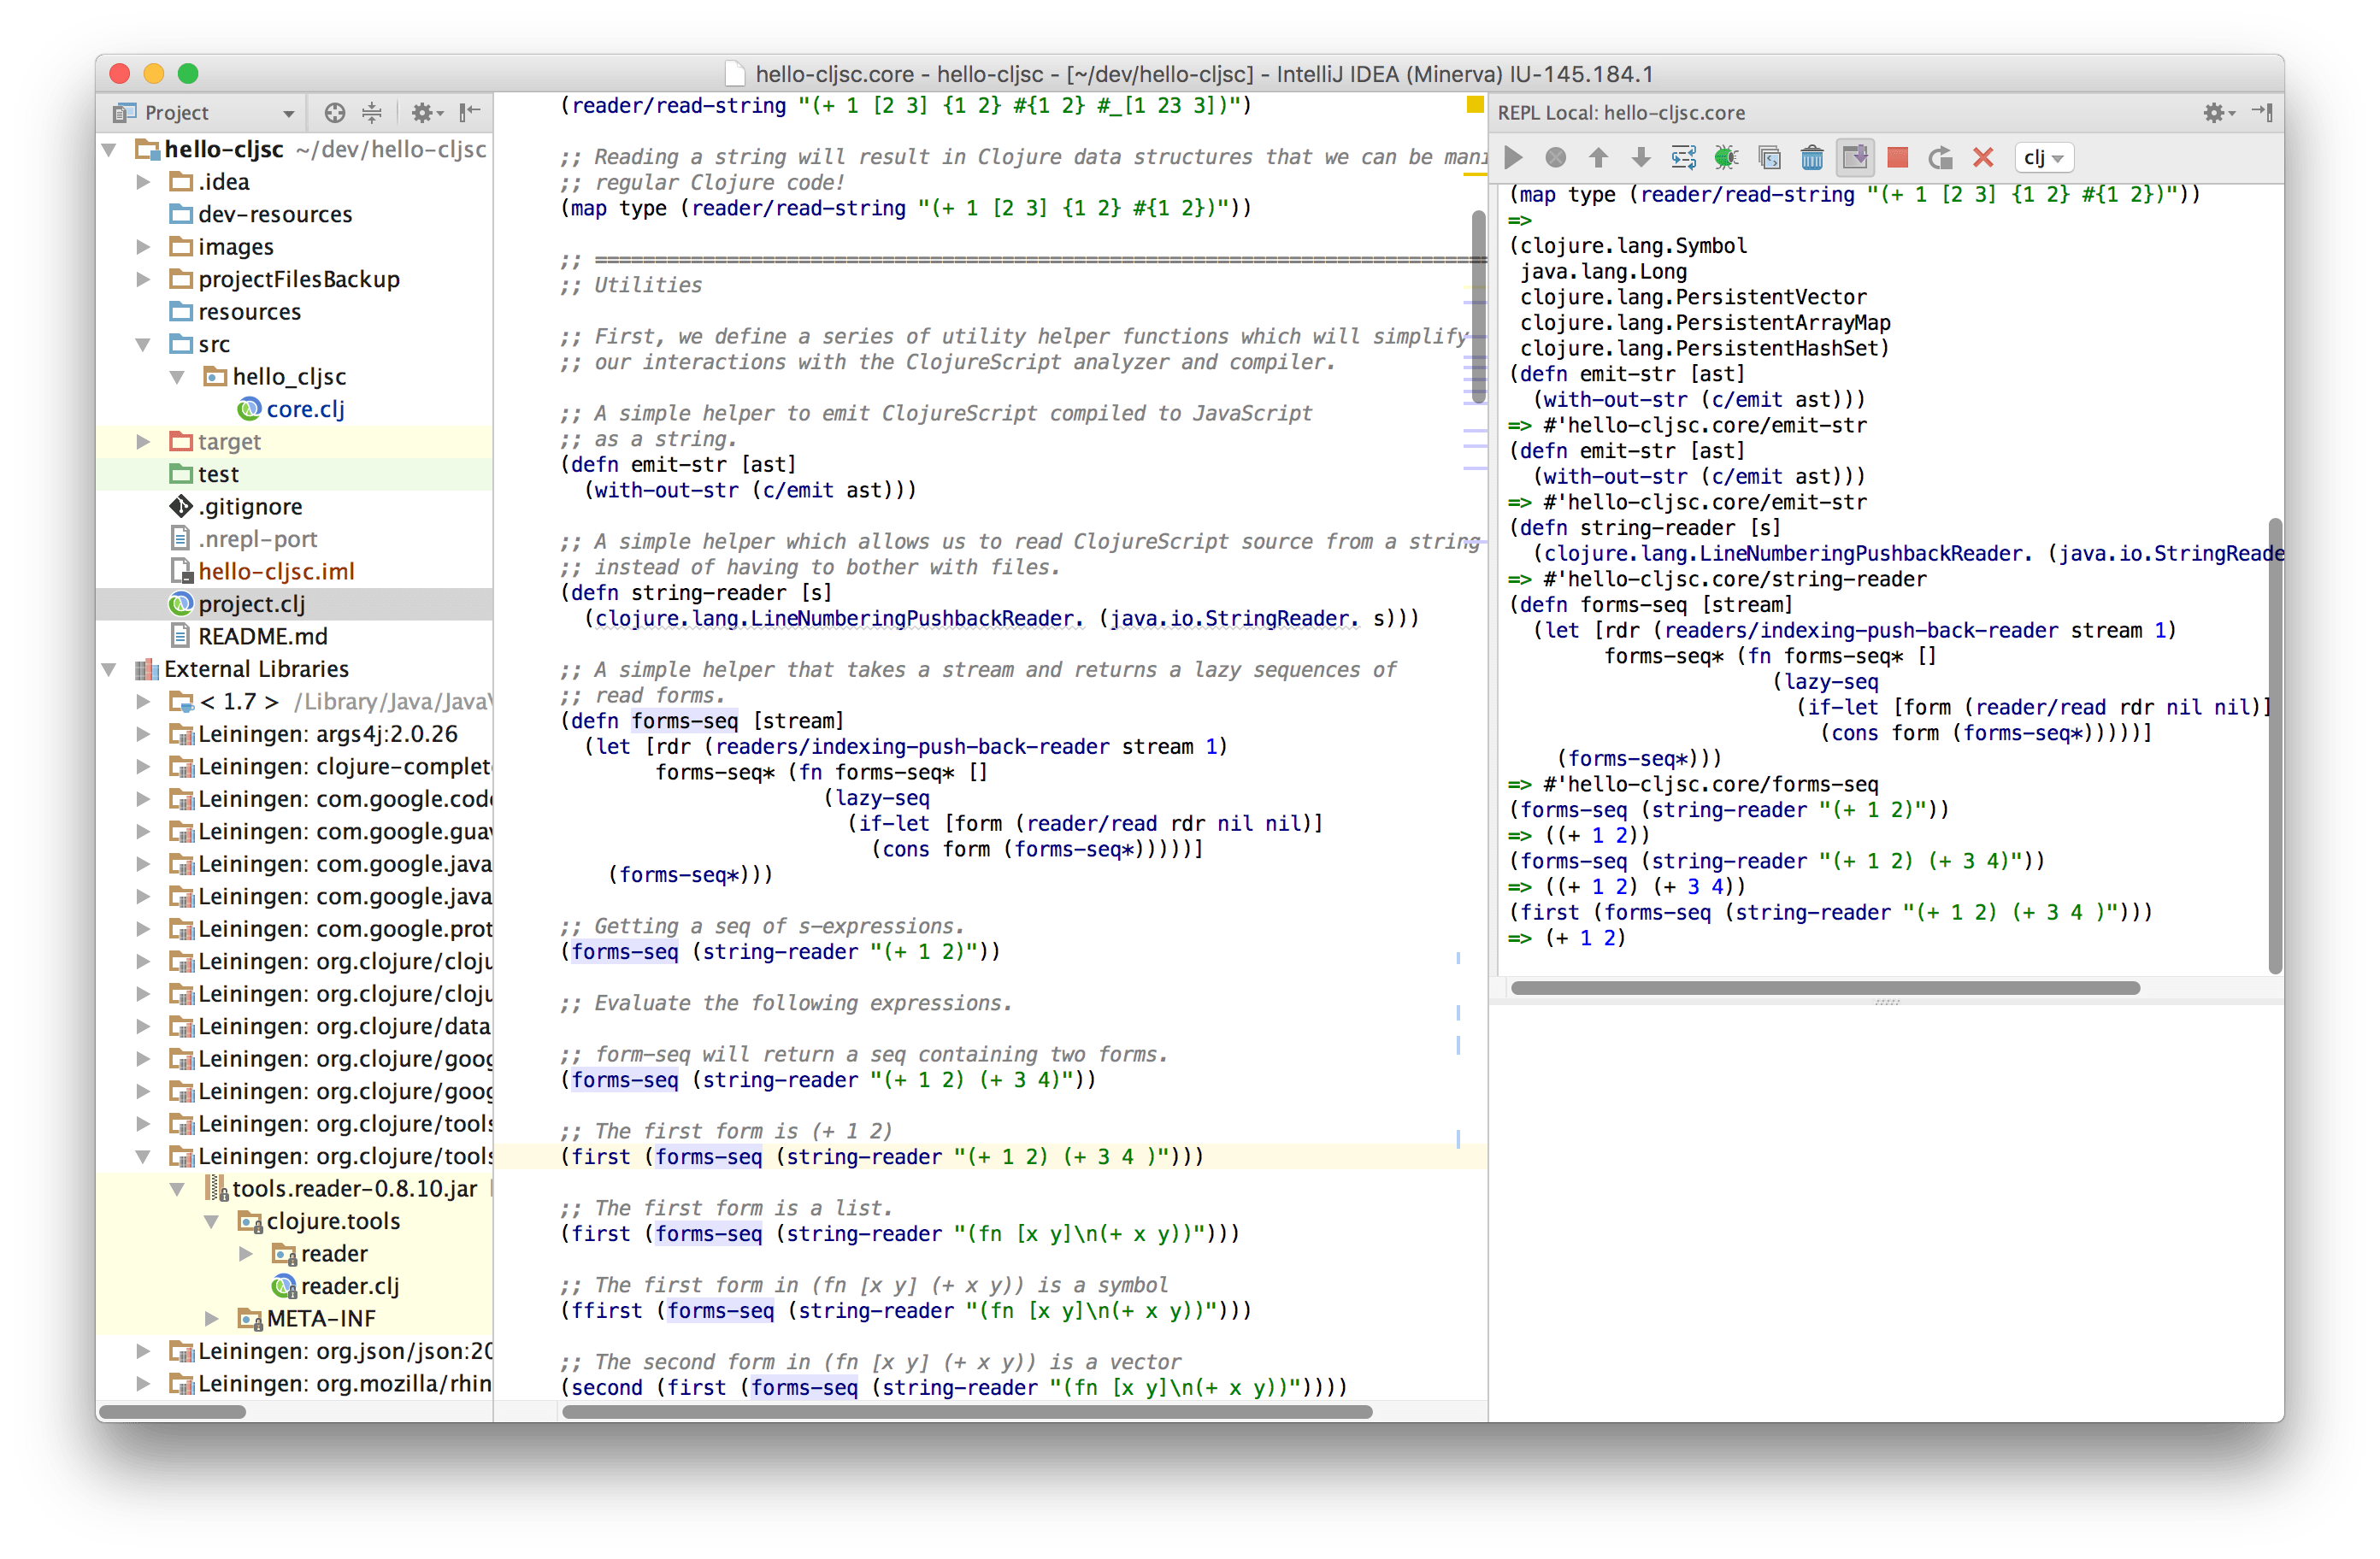 hello-cljsc.core - hello-cljsc - [~/dev/hello-cljsc] - IntelliJ IDEA (Minerva) IU-145.184.1
Project
hello-cljsc ~/dev/hello-cljsc
.idea
dev-resources
images
projectFilesBackup
resources
src
hello_cljsc
core.clj
target
test
.gitignore
.nrepl-port
hello-cljsc.iml
project.clj
README.md
External Libraries
< 1.7 > /Library/Java/Java
Leiningen: args4j:2.0.26
Leiningen: clojure-complet
Leiningen: com.google.cod
Leiningen: com.google.gua
Leiningen: com.google.java
Leiningen: com.google.java
Leiningen: com.google.prot
Leiningen: org.clojure/cloju
Leiningen: org.clojure/cloju
Leiningen: org.clojure/data
Leiningen: org.clojure/goog
Leiningen: org.clojure/goog
Leiningen: org.clojure/tools
Leiningen: org.clojure/tools
tools.reader-0.8.10.jar
clojure.tools
reader
reader.clj
META-INF
Leiningen: org.json/json:20
Leiningen: org.mozilla/rhin
(reader/read-string "(+ 1 [2 3] {1 2} #{1 2} #_[1 23 3])")
;; Reading a string will result in Clojure data structures that we can be mani
;; regular Clojure code!
(map type (reader/read-string "(+ 1 [2 3] {1 2} #{1 2})"))
;; ===========================================================================
;; Utilities
;; First, we define a series of utility helper functions which will simplify
;; our interactions with the ClojureScript analyzer and compiler.
;; A simple helper to emit ClojureScript compiled to JavaScript
;; as a string.
(defn emit-str [ast]
(with-out-str (c/emit ast)))
;; A simple helper which allows us to read ClojureScript source from a string
;; instead of having to bother with files.
(defn string-reader [s]
(clojure.lang.LineNumberingPushbackReader. (java.io.StringReader. s)))
;; A simple helper that takes a stream and returns a lazy sequences of
;; read forms.
(defn forms-seq [stream]
(let [rdr (readers/indexing-push-back-reader stream 1)
forms-seq* (fn forms-seq* []
(lazy-seq
(if-let [form (reader/read rdr nil nil)]
(cons form (forms-seq*)))))]
(forms-seq*)))
;; Getting a seq of s-expressions.
(forms-seq (string-reader "(+ 1 2)"))
;; Evaluate the following expressions.
;; form-seq will return a seq containing two forms.
(forms-seq (string-reader "(+ 1 2) (+ 3 4)"))
;; The first form is (+ 1 2)
(first (forms-seq (string-reader "(+ 1 2) (+ 3 4 )")))
;; The first form is a list.
(first (forms-seq (string-reader "(fn [x y]\n(+ x y))")))
;; The first form in (fn [x y] (+ x y)) is a symbol
(ffirst (forms-seq (string-reader "(fn [x y]\n(+ x y))")))
;; The second form in (fn [x y] (+ x y)) is a vector
(second (first (forms-seq (string-reader "(fn [x y]\n(+ x y))"))))
REPL Local: hello-cljsc.core
clj
(map type (reader/read-string "(+ 1 [2 3] {1 2} #{1 2})"))
=>
(clojure.lang.Symbol
java.lang.Long
clojure.lang.PersistentVector
clojure.lang.PersistentArrayMap
clojure.lang.PersistentHashSet)
(defn emit-str [ast]
(with-out-str (c/emit ast)))
=> #'hello-cljsc.core/emit-str
(defn emit-str [ast]
(with-out-str (c/emit ast)))
=> #'hello-cljsc.core/emit-str
(defn string-reader [s]
(clojure.lang.LineNumberingPushbackReader. (java.io.StringReade
=> #'hello-cljsc.core/string-reader
(defn forms-seq [stream]
(let [rdr (readers/indexing-push-back-reader stream 1)
forms-seq* (fn forms-seq* []
(lazy-seq
(if-let [form (reader/read rdr nil nil)]
(cons form (forms-seq*)))))]
(forms-seq*)))
=> #'hello-cljsc.core/forms-seq
(forms-seq (string-reader "(+ 1 2)"))
=> ((+ 1 2))
(forms-seq (string-reader "(+ 1 2) (+ 3 4)"))
=> ((+ 1 2) (+ 3 4))
(first (forms-seq (string-reader "(+ 1 2) (+ 3 4 )")))
=> (+ 1 2)